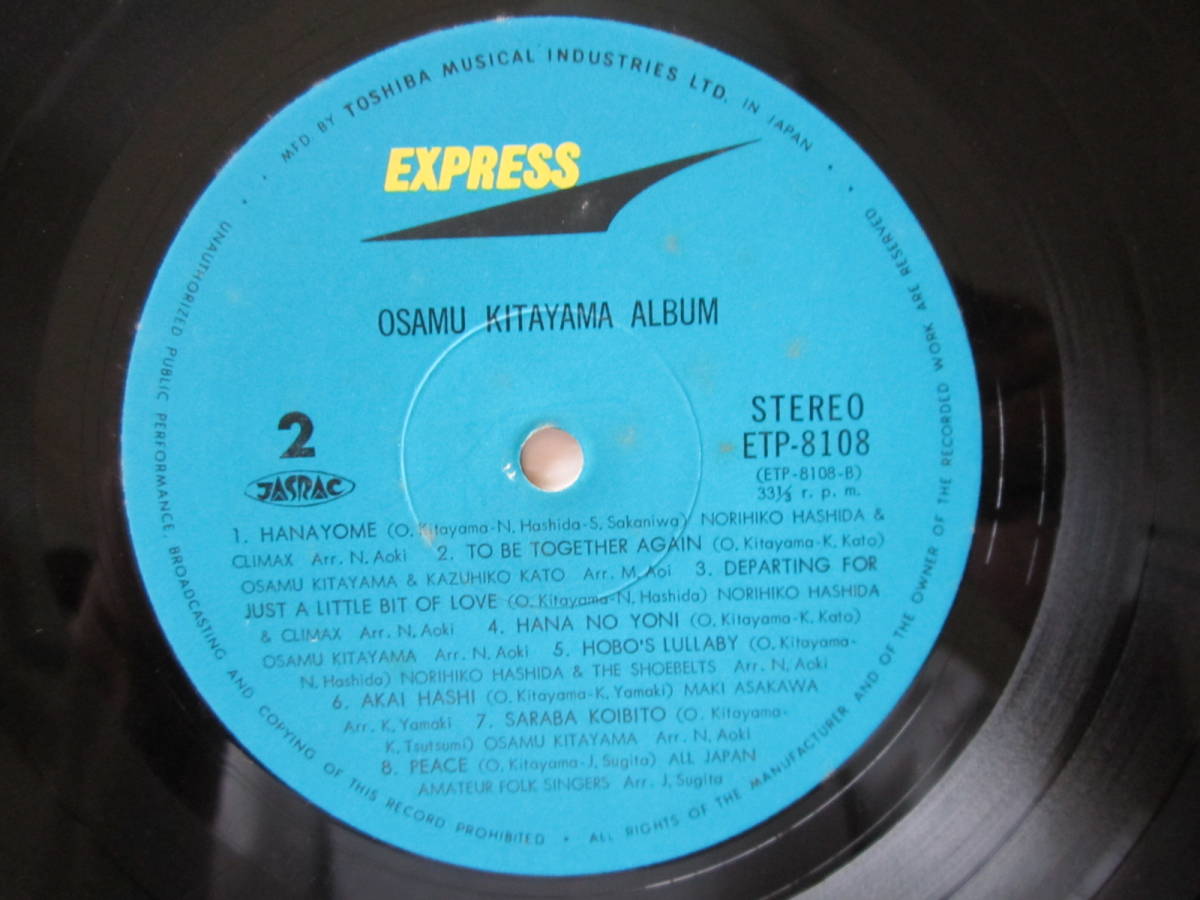 MFD BY TOSHIBA MUSICAL INDUSTRIES LTD. IN JAPAN
EXPRESS
OSAMU KITAYAMA ALBUM
2
JASRAC
STEREO
ETP-8108
(ETP-8108-B)
33⅓ r. p. m.
1. HANAYOME (O. Kitayama-N. Hashida-S. Sakaniwa) NORIHIKO HASHIDA &
CLIMAX Arr. N. Aoki 2. TO BE TOGETHER AGAIN (O. Kitayama-K. Kato)
OSAMU KITAYAMA & KAZUHIKO KATO Arr. M. Aoi 3. DEPARTING FOR
JUST A LITTLE BIT OF LOVE (O. Kitayama-N. Hashida) NORIHIKO HASHIDA
& CLIMAX Arr. N. Aoki 4. HANA NO YONI (O. Kitayama-K. Kato)
OSAMU KITAYAMA Arr. N. Aoki 5. HOBO'S LULLABY (O. Kitayama-
N. Hashida) NORIHIKO HASHIDA & THE SHOEBELTS Arr. N. Aoki
6. AKAI HASHI (O. Kitayama-K. Yamaki) MAKI ASAKAWA
Arr. K. Yamaki 7. SARABA KOIBITO (O. Kitayama-
K. Tsutsumi) OSAMU KITAYAMA Arr. N. Aoki
8. PEACE (O. Kitayama-J. Sugita) ALL JAPAN
AMATEUR FOLK SINGERS Arr. J. Sugita
UNAUTHORIZED PUBLIC PERFORMANCE, BROADCASTING AND COPYING OF THIS RECORD PROHIBITED • ALL RIGHTS OF THE MANUFACTURER AND OF THE OWNER OF THE RECORDED WORK ARE RESERVED